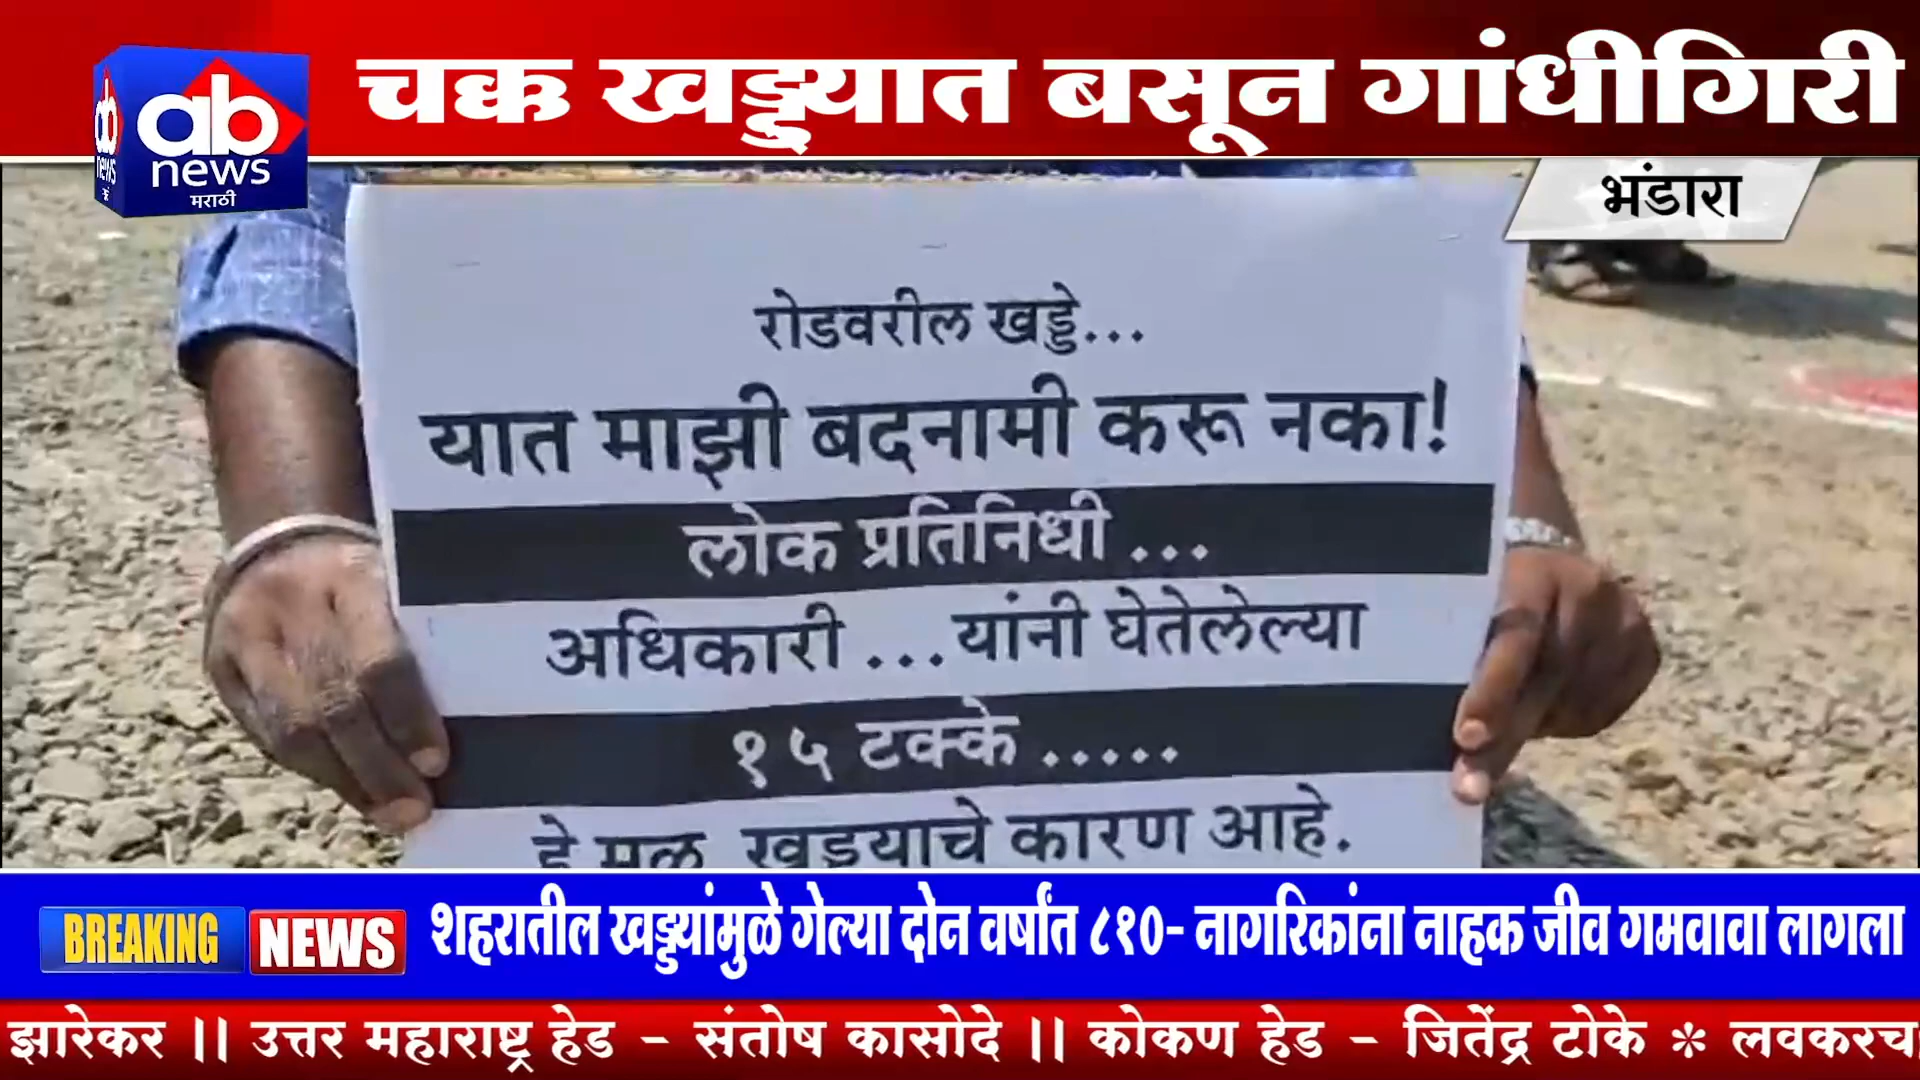 चक्क खड्ड्यात बसून गांधीगिरी
ab
news
मराठी
भंडारा
रोडवरील खड्डे...
यात माझी बदनामी करू नका!
लोक प्रतिनिधी ...
अधिकारी ...यांनी घेतेलेल्या
१५ टक्के .....
हे मुळ खड्ड्याचे कारण आहे.
BREAKING NEWS शहरातील खड्ड्यांमुळे गेल्या दोन वर्षांत ८१०- नागरिकांना नाहक जीव गमवावा लागला
झारेकर || उत्तर महाराष्ट्र हेड - संतोष कासोदे || कोकण हेड - जितेंद्र टोके * लवकरच